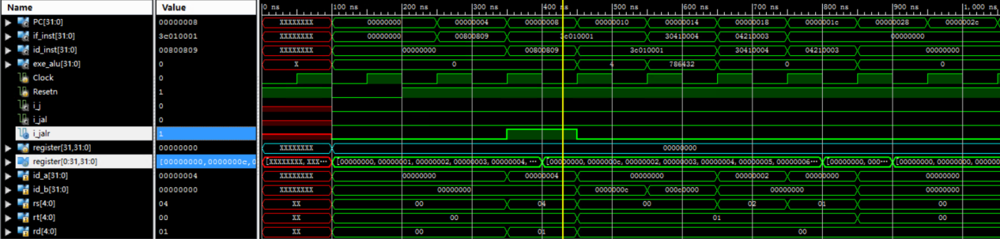 Name Value 0 ns 100 ns 200 ns 300 ns 400 ns 500 ns 600 ns 700 ns 800 ns 900 ns 1,000 ns
PC[31:0] 00000008 XXXXXXXX 00000000 00000004 00000008 00000010 00000014 00000018 0000001c 00000028 0000002c
if_inst[31:0] 3c010001 XXXXXXXX 00000000 00800809 3c010001 30410004 04210003 00000000
id_inst[31:0] 00800809 XXXXXXXX 00000000 00800809 3c010001 30410004 04210003 00000000
exe_alu[31:0] 0 X 0 4 786432 0 0
Clock 0
Resetn 1
i_j 0
i_jal 0
i_jalr 1
register[31,31:0] 00000000 XXXXXXXX 00000000
register[0:31,31:0] [00000000,0000000c,0 [XXXXXXXX, XXX··· [00000000, 00000001, 00000002, 00000003, 00000004, ··· [00000000, 0000000c, 00000002, 00000003, 00000004, 00000005, 00000006··· [00000000, 000··· [00000000, 00000000, 0000000
id_a[31:0] 00000004 XXXXXXXX 00000000 00000004 00000000 00000002 00000000 00000000
id_b[31:0] 00000000 XXXXXXXX 00000000 0000000c 000c0000 00000000 00000000
rs[4:0] 04 XX 00 04 00 02 01 00
rt[4:0] 00 XX 00 01 00
rd[4:0] 01 XX 00 01 00